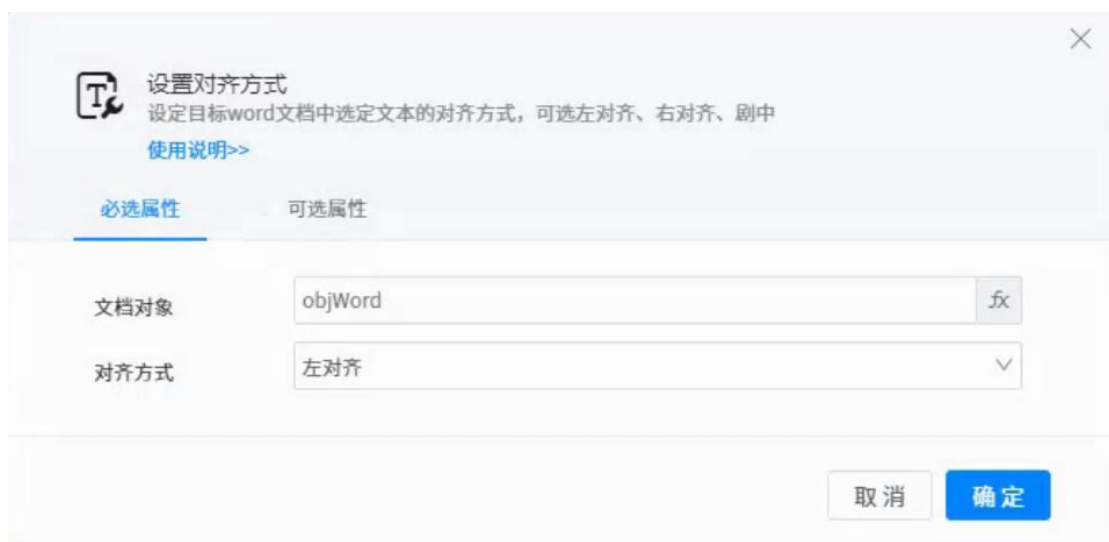 设置对齐方式
设定目标word文档中选定文本的对齐方式，可选左对齐、右对齐、剧中
使用说明>>
必选属性 可选属性
文档对象 objWord fx
对齐方式 左对齐
取消 确定